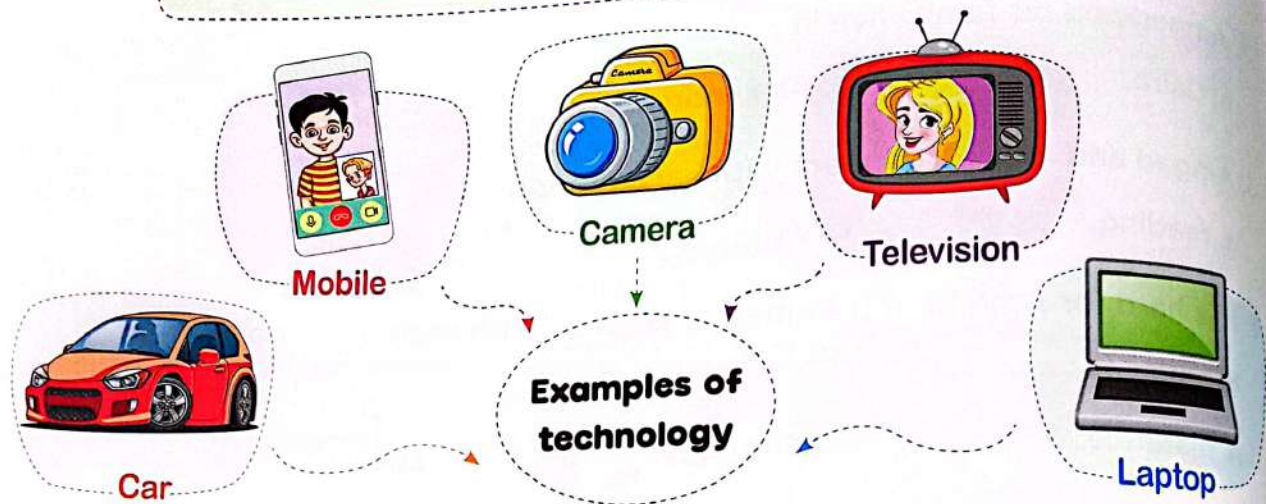 Camera
Camera
Television
Mobile
Examples of
technology
Car
Laptop